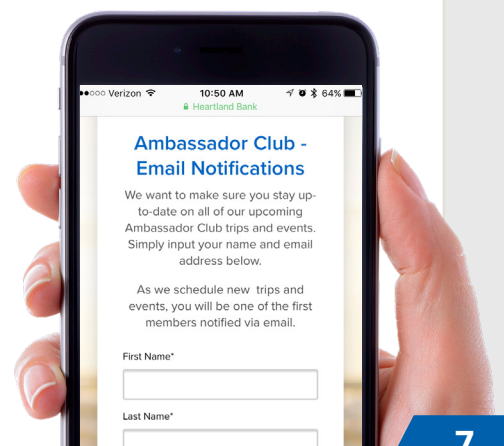 Verizon 10:50 AM 64%
Heartland Bank
Ambassador Club -
Email Notifications
We want to make sure you stay up-
to-date on all of our upcoming
Ambassador Club trips and events.
Simply input your name and email
address below.
As we schedule new trips and
events, you will be one of the first
members notified via email.
First Name*
Last Name*
7